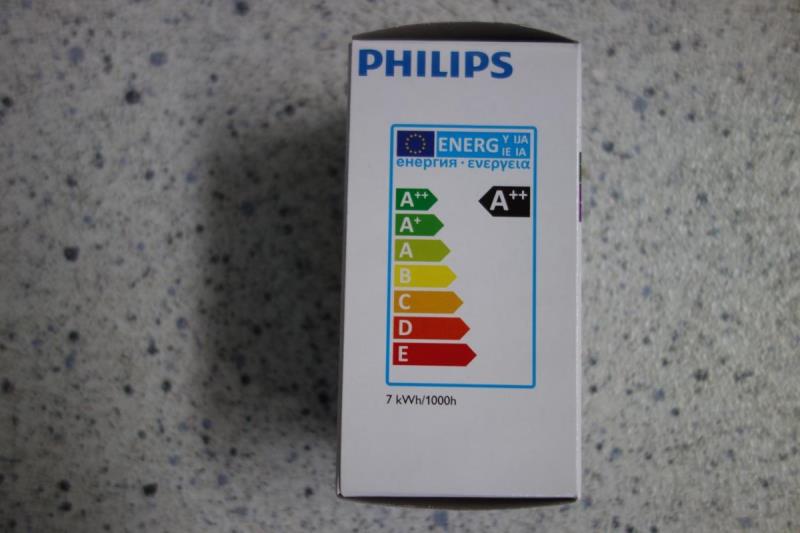 PHILIPS
ENERG Y IJA
IE IA
енергия · ενεργεια
A++ A++
A+
A
B
C
D
E
7 kWh/1000h